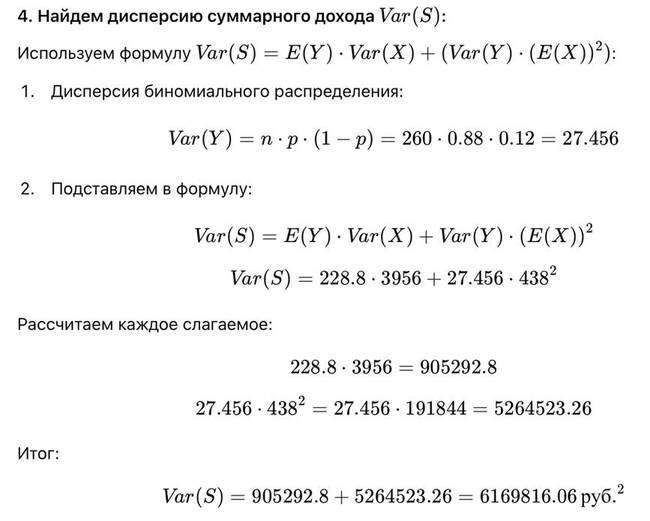 4. Найдем дисперсию суммарного дохода Var(S):
Используем формулу Var(S) = E(Y) · Var(X) + (Var(Y) · (E(X))²):
1. Дисперсия биномиального распределения:
Var(Y) = n · p · (1 − p) = 260 · 0.88 · 0.12 = 27.456
2. Подставляем в формулу:
Var(S) = E(Y) · Var(X) + Var(Y) · (E(X))²
Var(S) = 228.8 · 3956 + 27.456 · 438²
Рассчитаем каждое слагаемое:
228.8 · 3956 = 905292.8
27.456 · 438² = 27.456 · 191844 = 5264523.26
Итог:
Var(S) = 905292.8 + 5264523.26 = 6169816.06 руб.²